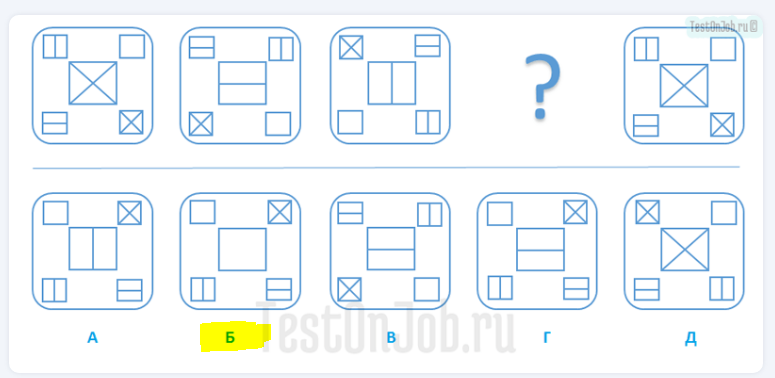 TestOnJob.ru©
?
А Б В Г Д
TestOnJob.ru